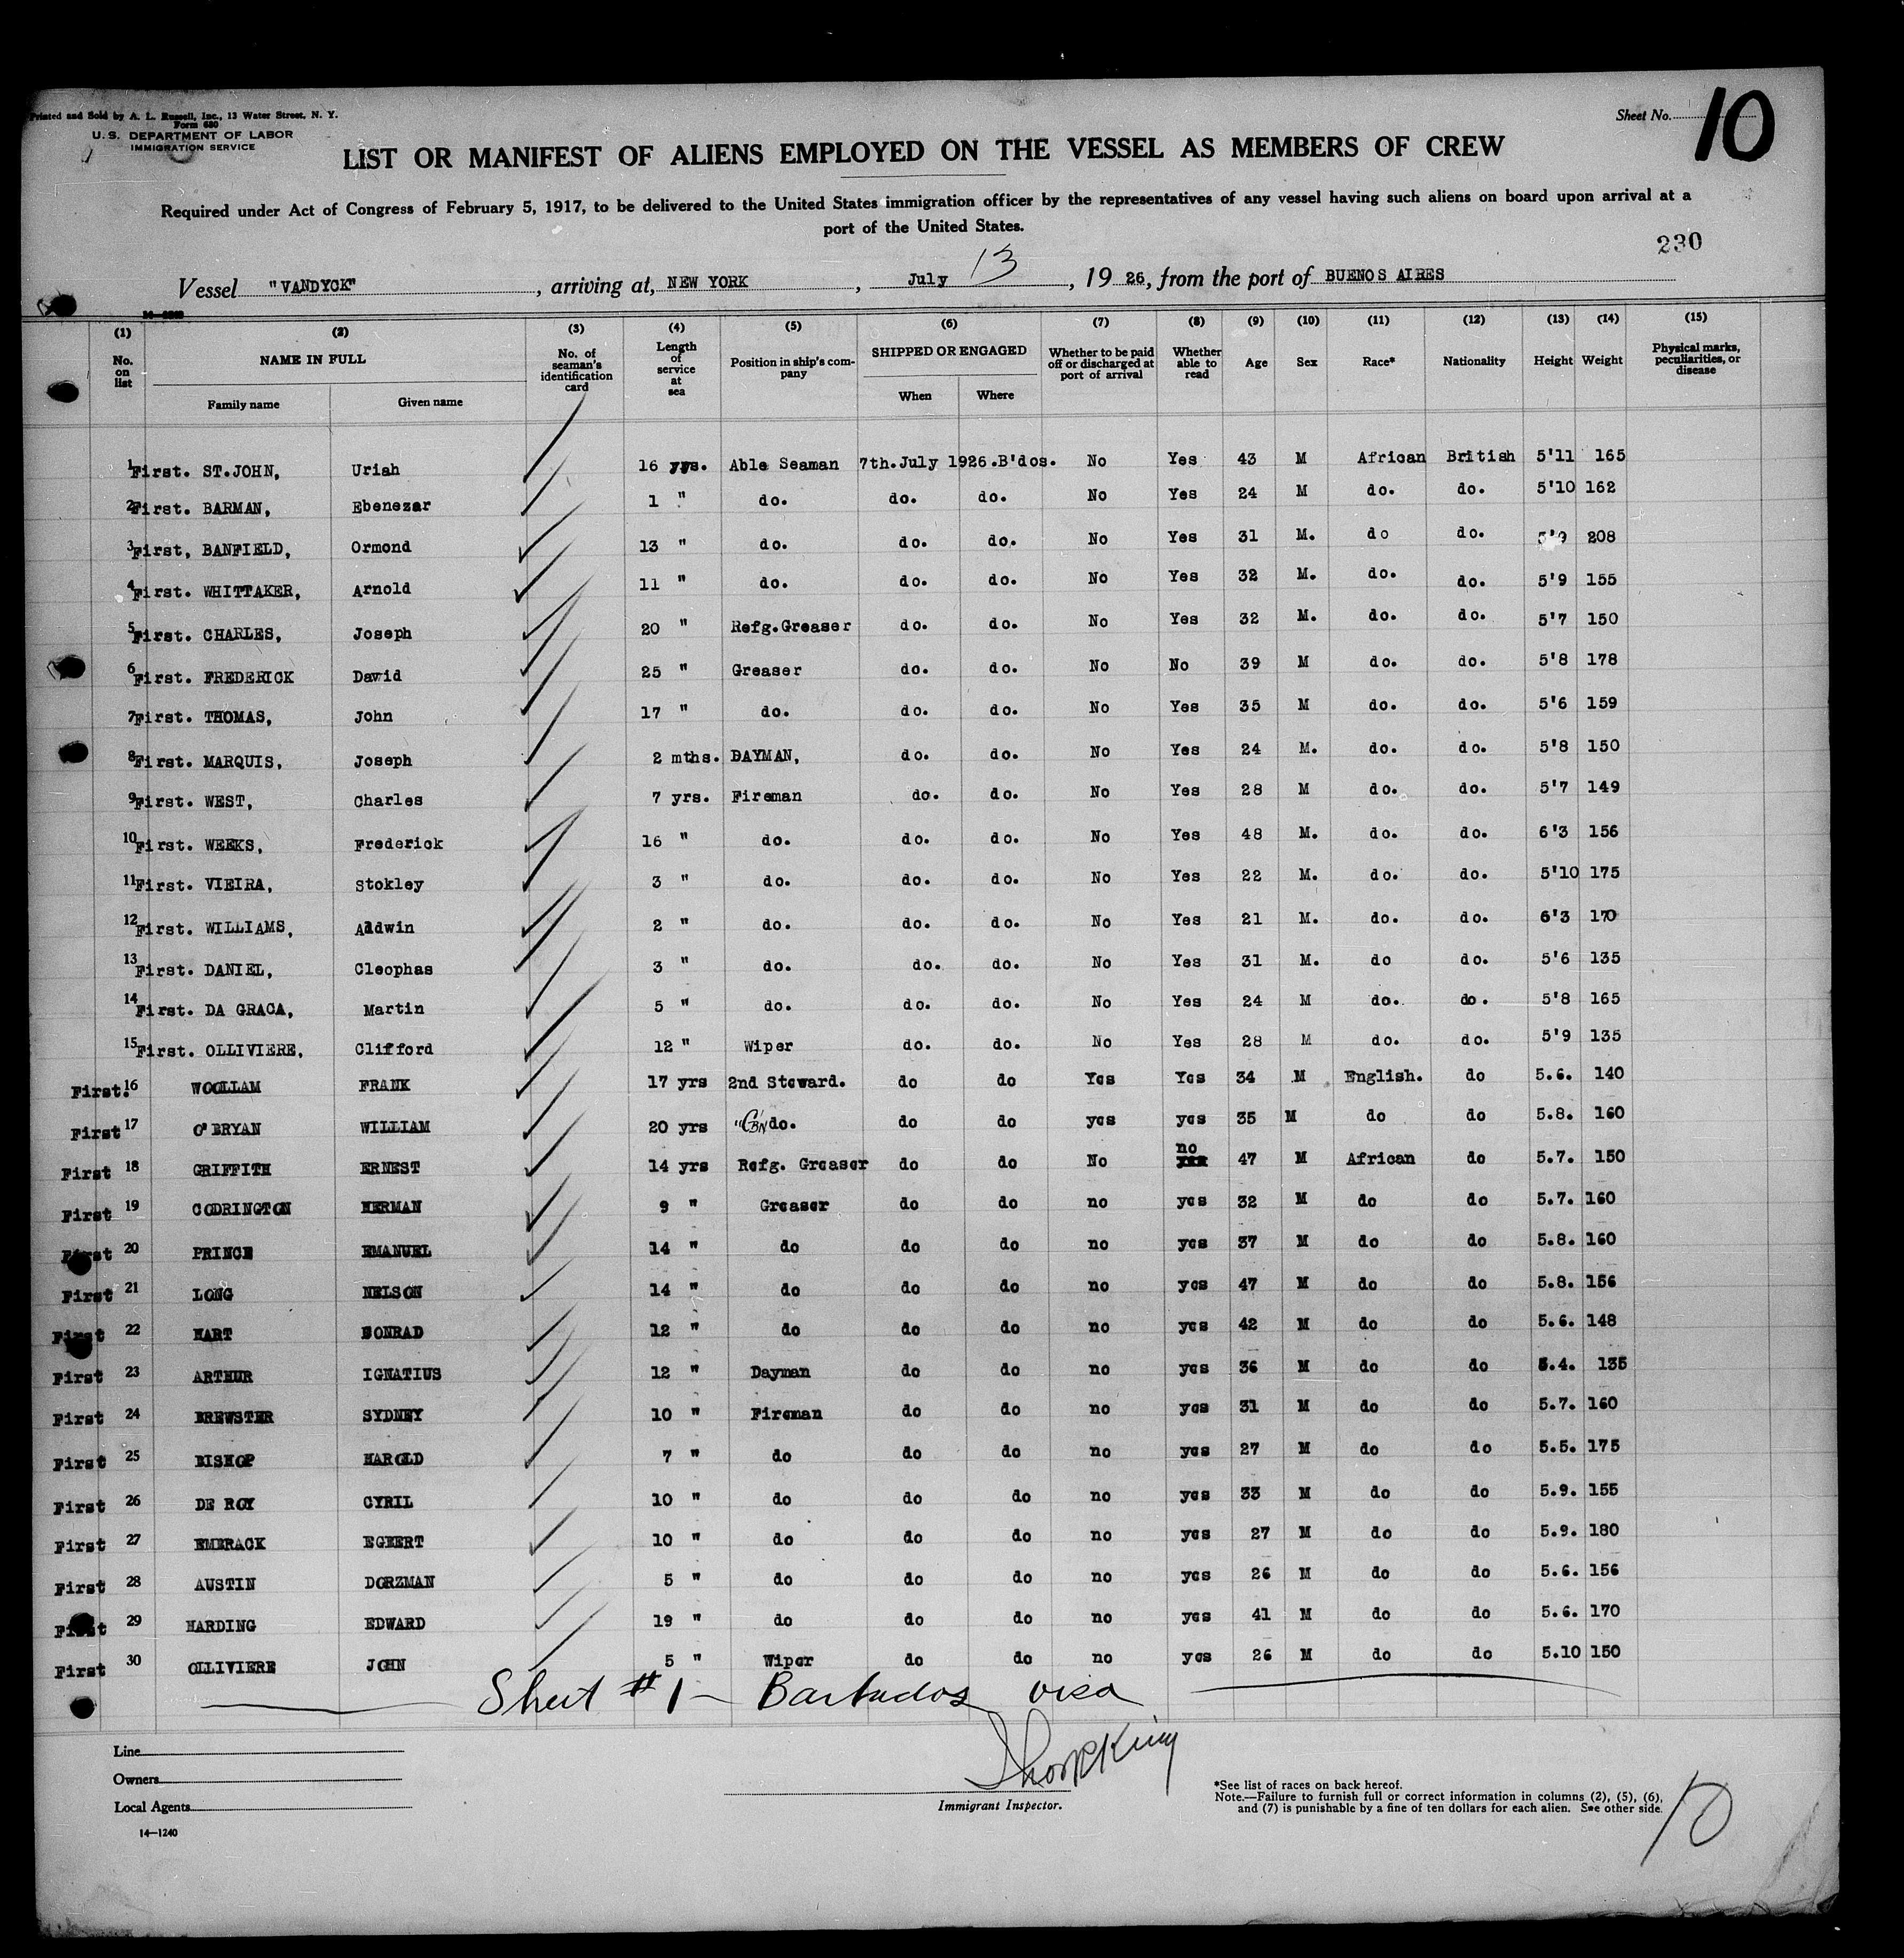 Printed and Sold by A. L. Russell, Inc., 13 Water Street, N. Y.
Form 680
U. S. DEPARTMENT OF LABOR
IMMIGRATION SERVICE
Sheet No. 10
LIST OR MANIFEST OF ALIENS EMPLOYED ON THE VESSEL AS MEMBERS OF CREW
Required under Act of Congress of February 5, 1917, to be delivered to the United States immigration officer by the representatives of any vessel having such aliens on board upon arrival at a
port of the United States.
230
Vessel "VANDYCK", arriving at, NEW YORK, July 13, 19 26, from the port of BUENOS AIRES
(1) (2) (3) (4) (5) (6) (7) (8) (9) (10) (11) (12) (13) (14) (15)
No. on list NAME IN FULL Family name Given name No. of seaman's identification card Length of service at sea Position in ship's company SHIPPED OR ENGAGED When Where Whether to be paid off or discharged at port of arrival Whether able to read Age Sex Race* Nationality Height Weight Physical marks, peculiarities, or disease
1 First. ST.JOHN, Uriah 16 yrs. Able Seaman 7th.July 1926.B'dos. No Yes 43 M African British 5'11 165
2 First. BARMAN, Ebenezar 1 " do. do. do. No Yes 24 M do. do. 5'10 162
3 First, BANFIELD, Ormond 13 " do. do. do. No Yes 31 M. do do. 5'9 208
4 First. WHITTAKER, Arnold 11 " do. do. do. No Yes 32 M. do. do. 5'9 155
5 First. CHARLES, Joseph 20 " Refg.Greaser do. do. No Yes 32 M. do. do. 5'7 150
6 First. FREDERICK David 25 " Greaser do. do. No No 39 M do. do. 5'8 178
7 First. THOMAS, John 17 " do. do. do. No Yes 35 M do. do. 5'6 159
8 First. MARQUIS, Joseph 2 mths. DAYMAN, do. do. No Yes 24 M. do. do. 5'8 150
9 First. WEST, Charles 7 yrs. Fireman do. do. No Yes 28 M do. do. 5'7 149
10 First. WEEKS, Frederick 16 " do. do. do. No Yes 48 M. do. do. 6'3 156
11 First. VIEIRA, Stokley 3 " do. do. do. No Yes 22 M. do. do. 5'10 175
12 First. WILLIAMS, Aldwin 2 " do. do. do. No Yes 21 M. do. do. 6'3 170
13 First. DANIEL, Cleophas 3 " do. do. do. No Yes 31 M. do do. 5'6 135
14 First. DA GRACA, Martin 5 " do. do. do. No Yes 24 M do. do. 5'8 165
15 First. OLLIVIERE, Clifford 12 " Wiper do. do. No Yes 28 M do. do. 5'9 135
First. 16 WOOLLAM FRANK 17 yrs 2nd Steward. do do Yes Yes 34 M English. do 5.6. 140
First 17 O'BRYAN WILLIAM 20 yrs do. do do yes yes 35 M do do 5.8. 160
First 18 GRIFFITH ERNEST 14 yrs Refg. Greaser do do No no 47 M African do 5.7. 150
First 19 CODRINGTON HERMAN 9 " Greaser do do no yes 32 M do do 5.7. 160
First 20 PRINCE EMANUEL 14 " do do do no yes 37 M do do 5.8. 160
First 21 LONG NELSON 14 " do do do no yes 47 M do do 5.8. 156
First 22 HART 12 " do do do no yes 42 M do do 5.6. 148
First 23 ARTHUR IGNATIUS 12 " Dayman do do no yes 36 M do do 5.4. 135
First 24 BREWSTER SYDNEY 10 " Fireman do do no yes 31 M do do 5.7. 160
First 25 BISHOP HAROLD 7 " do do do no yes 27 M do do 5.5. 175
First 26 DE ROY CYRIL 10 " do do do no yes 33 M do do 5.9. 155
First 27 EMBRACK EGBERT 10 " do do do no yes 27 M do do 5.9. 180
First 28 AUSTIN DORZMAN 5 " do do do no yes 26 M do do 5.6. 156
First 29 HARDING EDWARD 19 " do do do no yes 41 M do do 5.6. 170
First 30 OLLIVIERE JOHN 5 " Wiper do do no yes 26 M do do 5.10 150
Sheet #1 — Barbados visa
Line
Owners
Local Agents
14—1240
Immigrant Inspector.
*See list of races on back hereof.
Note.—Failure to furnish full or correct information in columns (2), (5), (6),
and (7) is punishable by a fine of ten dollars for each alien. See other side.
10